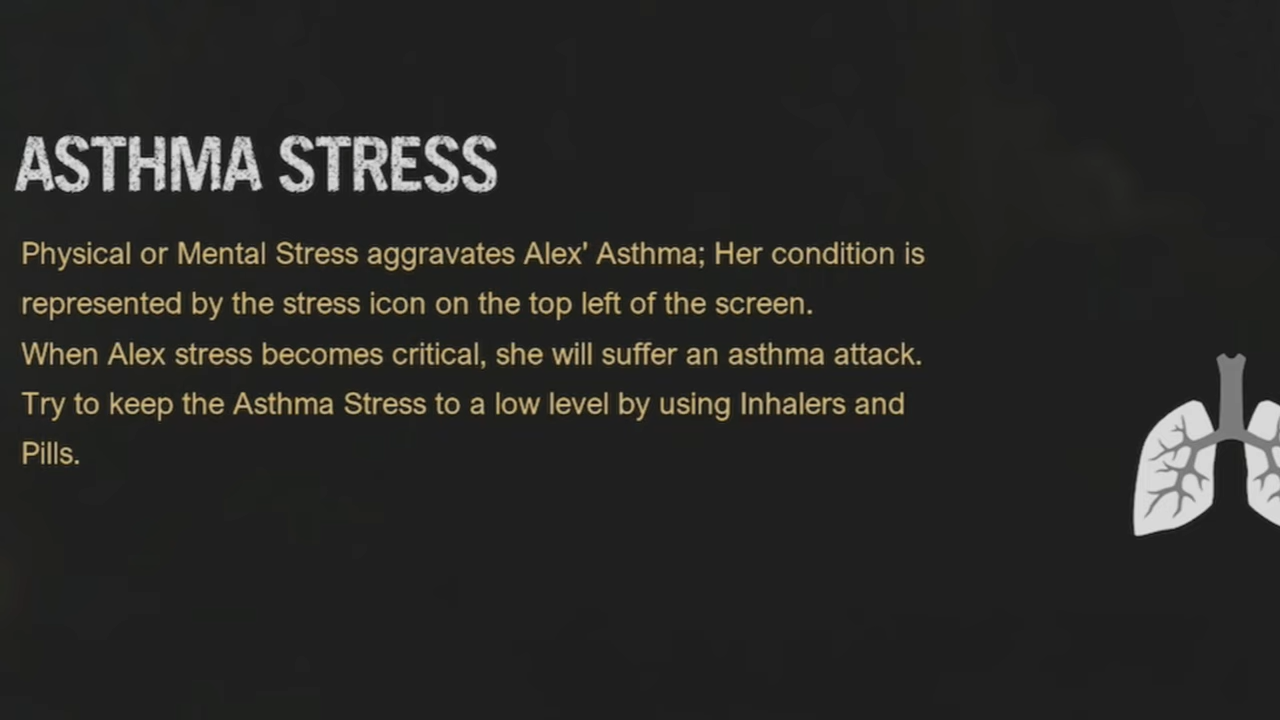 ASTHMA STRESS
Physical or Mental Stress aggravates Alex' Asthma; Her condition is
represented by the stress icon on the top left of the screen.
When Alex stress becomes critical, she will suffer an asthma attack.
Try to keep the Asthma Stress to a low level by using Inhalers and
Pills.